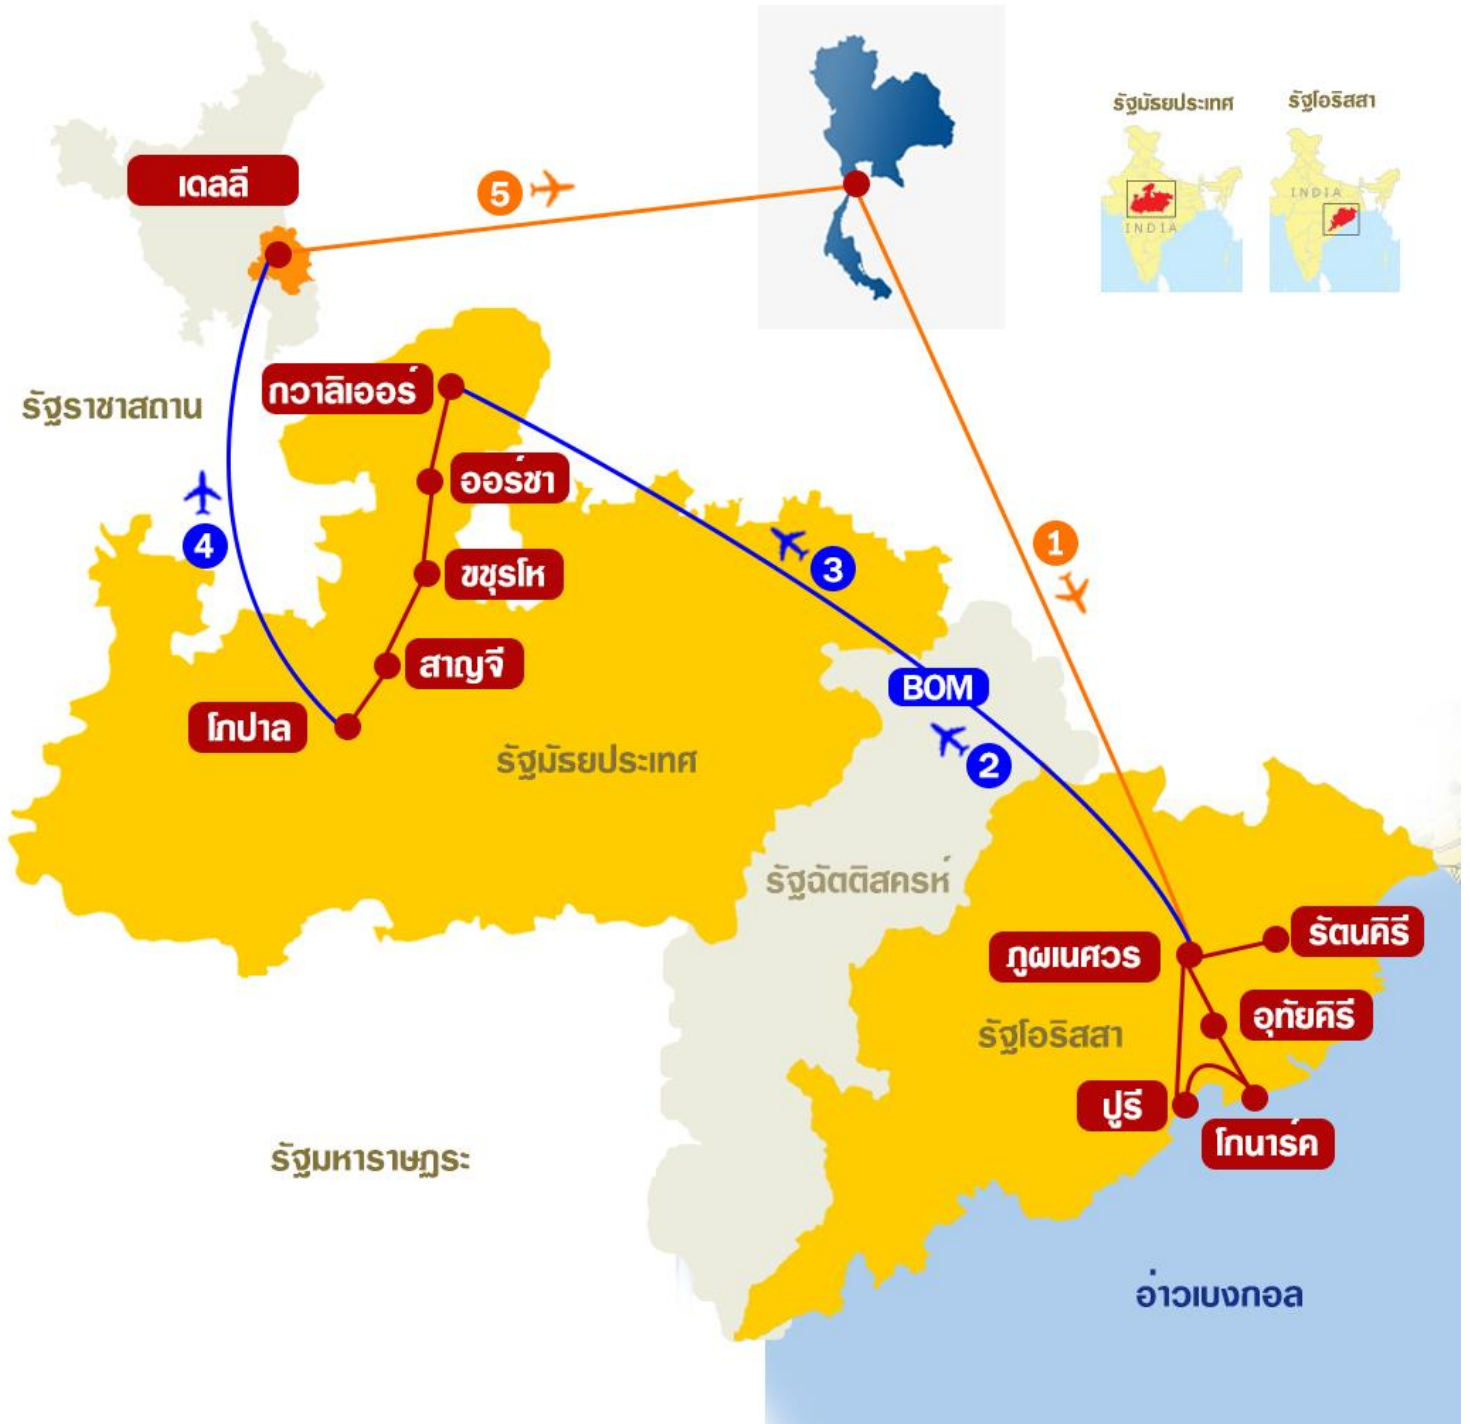 รัฐมัธยประเทศ
รัฐโอริสสา
INDIA
INDIA
เดลลี
5
กวาลิเออร์
รัฐราชาสถาน
ออร์ชา
4
3
1
ขชุรโห
สาญจี
BOM
โภปาล
รัฐมัธยประเทศ
2
รัฐฉัตติสครห์
รัตนคิรี
ภูผเนศวร
อุทัยคิรี
รัฐโอริสสา
ปูรี
โกนาร์ค
รัฐมหาราษฎระ
อ่าวเบงกอล